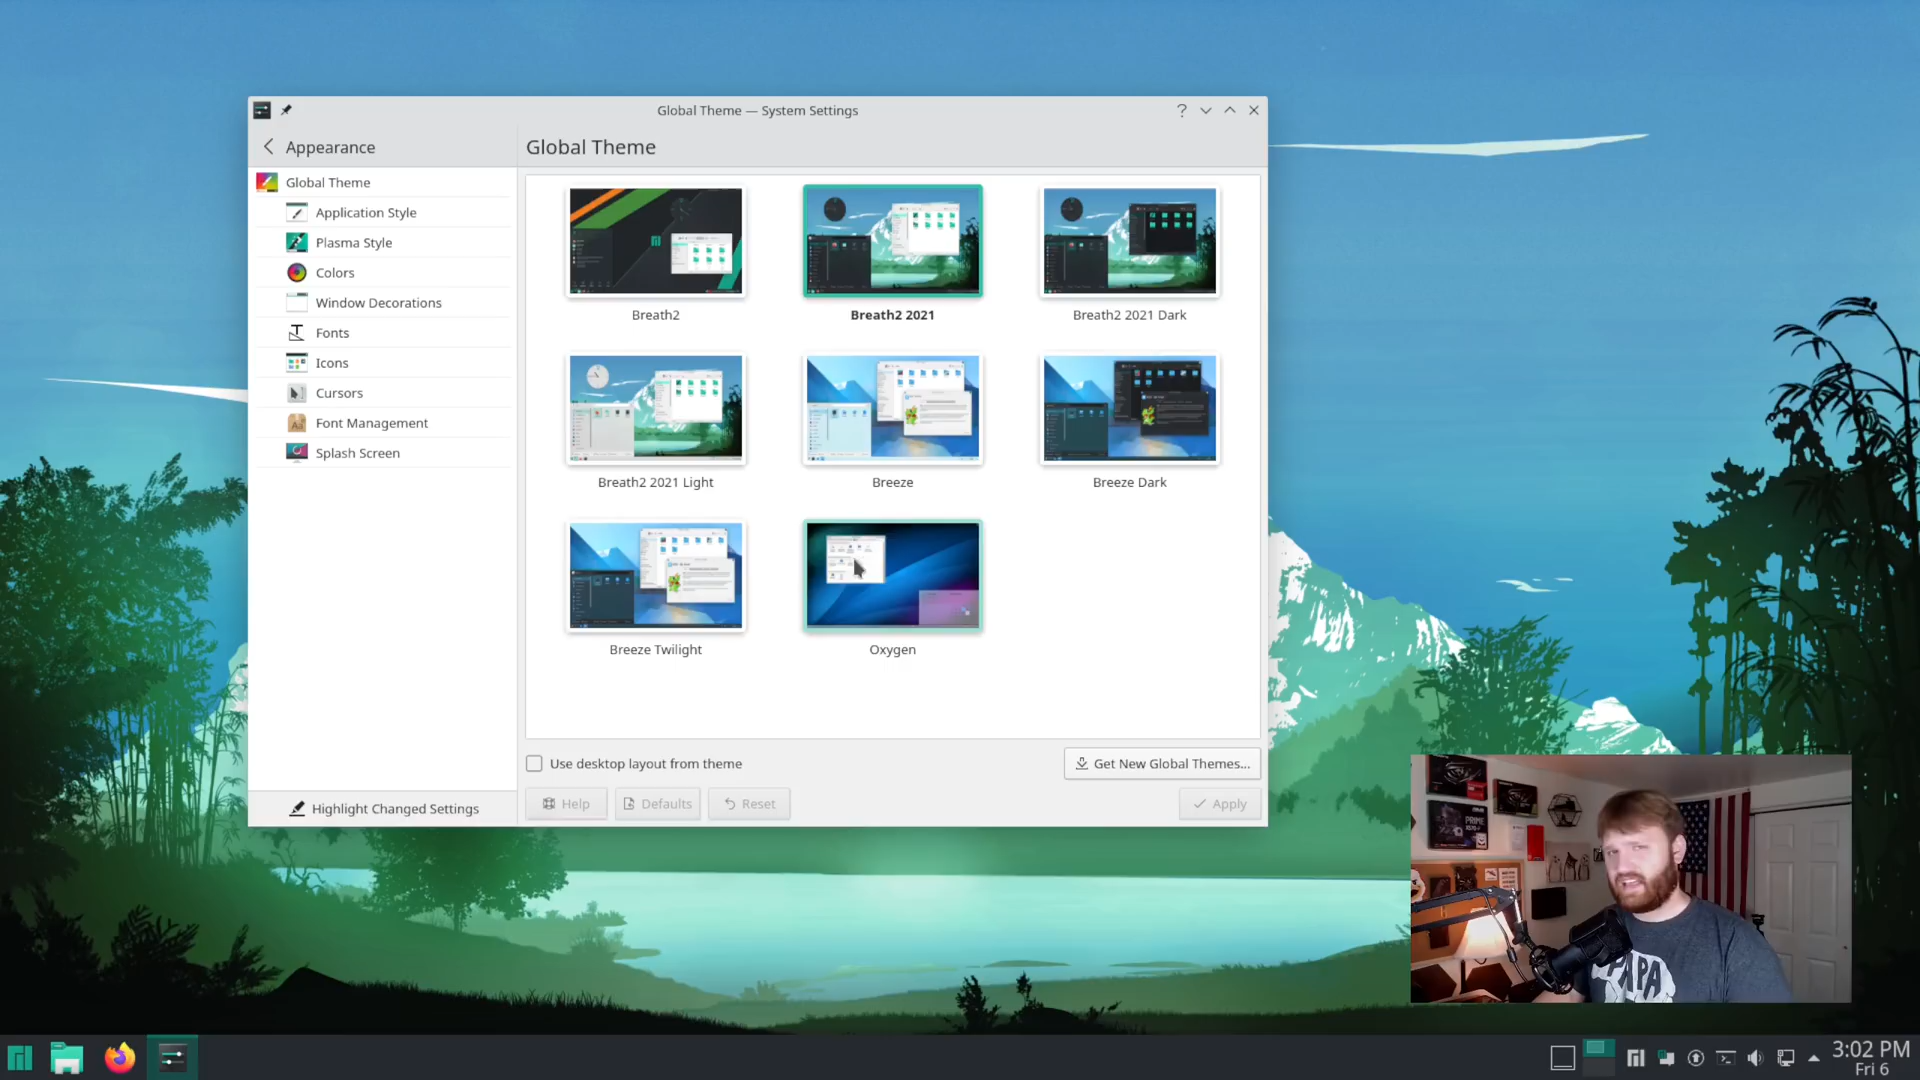 Global Theme — System Settings
Appearance
Global Theme
Global Theme
Application Style
Plasma Style
Colors
Window Decorations
Fonts
Icons
Cursors
Font Management
Splash Screen
Highlight Changed Settings
Breath2
Breath2 2021
Breath2 2021 Dark
Breath2 2021 Light
Breeze
Breeze Dark
Breeze Twilight
Oxygen
Use desktop layout from theme
Get New Global Themes...
Help
Defaults
Reset
Apply
PRIME
PAPA
3:02 PM
Fri 6